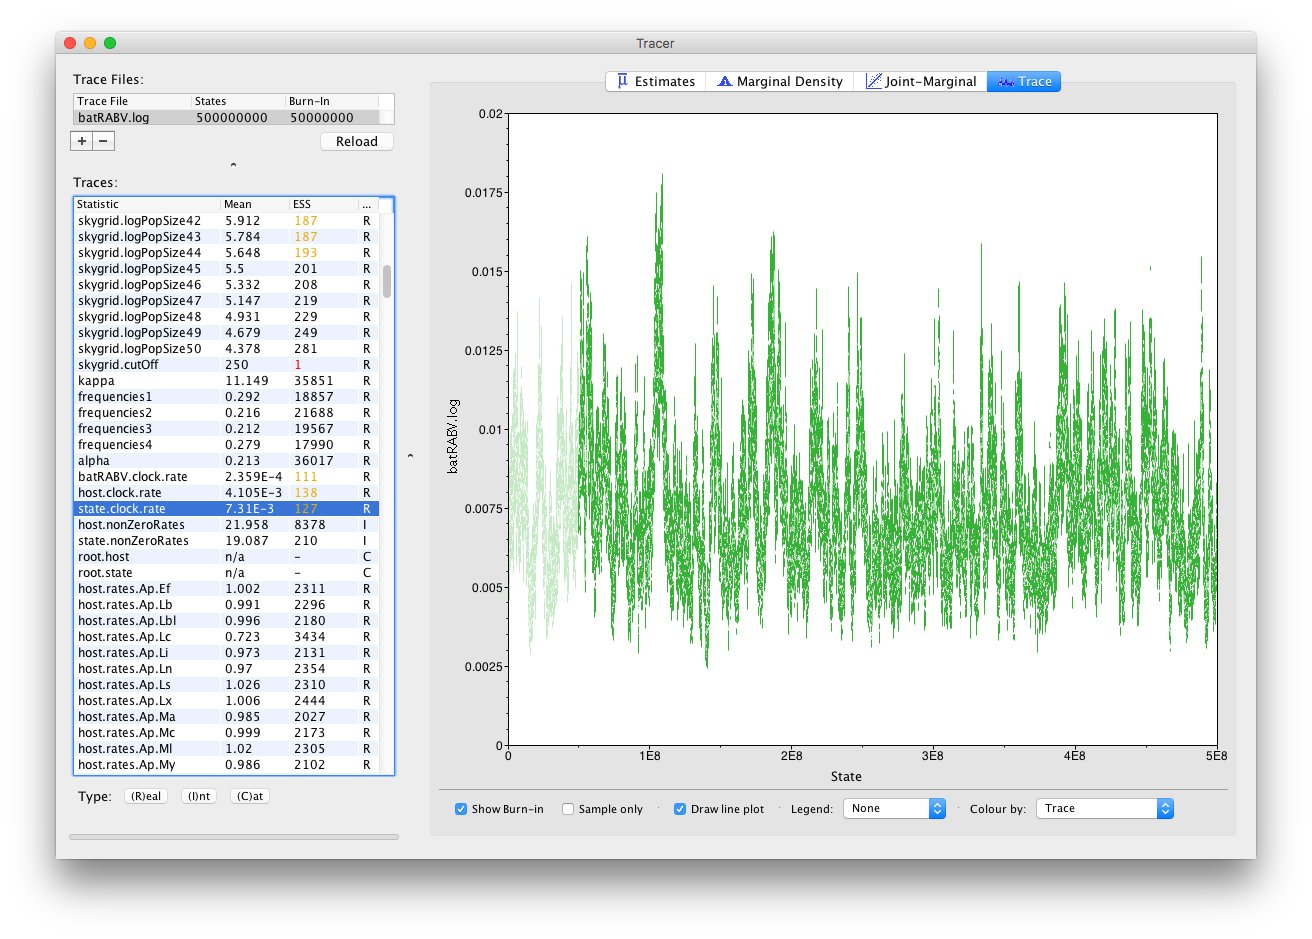 Tracer
Trace Files:
Trace File States Burn-In
batRABV.log 500000000 50000000
+ − Reload
Traces:
Statistic Mean ESS ...
skygrid.logPopSize42 5.912 187 R
skygrid.logPopSize43 5.784 187 R
skygrid.logPopSize44 5.648 193 R
skygrid.logPopSize45 5.5 201 R
skygrid.logPopSize46 5.332 208 R
skygrid.logPopSize47 5.147 219 R
skygrid.logPopSize48 4.931 229 R
skygrid.logPopSize49 4.679 249 R
skygrid.logPopSize50 4.378 281 R
skygrid.cutOff 250 1 R
kappa 11.149 35851 R
frequencies1 0.292 18857 R
frequencies2 0.216 21688 R
frequencies3 0.212 19567 R
frequencies4 0.279 17990 R
alpha 0.213 36017 R
batRABV.clock.rate 2.359E-4 111 R
host.clock.rate 4.105E-3 138 R
state.clock.rate 7.31E-3 127 R
host.nonZeroRates 21.958 8378 I
state.nonZeroRates 19.087 210 I
root.host n/a - C
root.state n/a - C
host.rates.Ap.Ef 1.002 2311 R
host.rates.Ap.Lb 0.991 2296 R
host.rates.Ap.Lbl 0.996 2180 R
host.rates.Ap.Lc 0.723 3434 R
host.rates.Ap.Li 0.973 2131 R
host.rates.Ap.Ln 0.97 2354 R
host.rates.Ap.Ls 1.026 2310 R
host.rates.Ap.Lx 1.006 2444 R
host.rates.Ap.Ma 0.985 2027 R
host.rates.Ap.Mc 0.999 2173 R
host.rates.Ap.Ml 1.02 2305 R
host.rates.Ap.My 0.986 2102 R
Type: (R)eal (I)nt (C)at
Estimates Marginal Density Joint-Marginal Trace
0.02
0.0175
0.015
0.0125
0.01
0.0075
0.005
0.0025
0
batRABV.log
0 1E8 2E8 3E8 4E8 5E8
State
Show Burn-in Sample only Draw line plot Legend: None Colour by: Trace